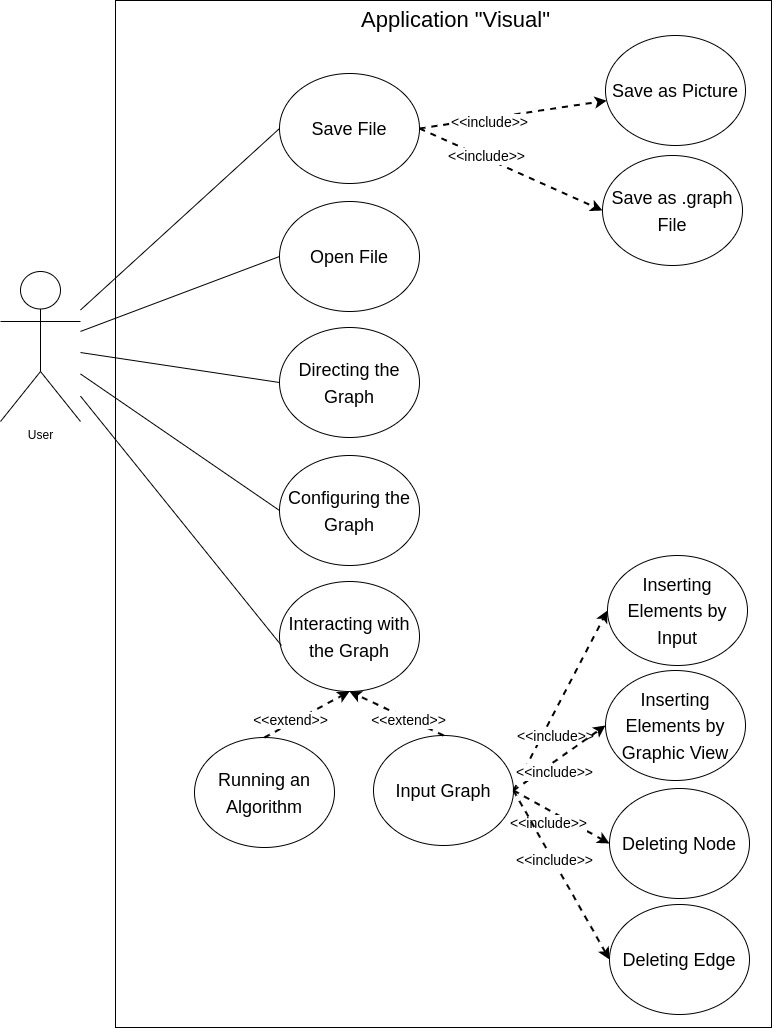 Application "Visual"
Save as Picture
<<include>>
Save File
<<include>>
Save as .graph
File
Open File
Directing the
Graph
User
Configuring the
Graph
Inserting
Elements by
Input
Interacting with
the Graph
<<extend>>
<<extend>>
Inserting
Elements by
Graphic View
<<include>>
<<include>>
Running an
Algorithm
Input Graph
<<include>>
Deleting Node
<<include>>
Deleting Edge